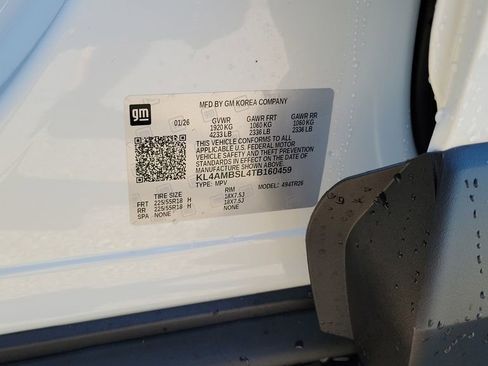 gm
MFD BY GM KOREA COMPANY
01/26 GVWR GAWR FRT GAWR RR
1920 KG 1060 KG 1060 KG
4233 LB 2336 LB 2336 LB
THIS VEHICLE CONFORMS TO ALL
APPLICABLE U.S. FEDERAL MOTOR
VEHICLE SAFETY AND THEFT PREVENTION
STANDARDS IN EFFECT ON THE DATE OF
MANUFACTURE SHOWN ABOVE.
KL4AMBSL4TB160459
TYPE: MPV MODEL: 494TR26
TIRE SIZE RIM
FRT 225/55R18 H 18X7.5J
RR 225/55R18 H 18X7.5J
SPA NONE NONE